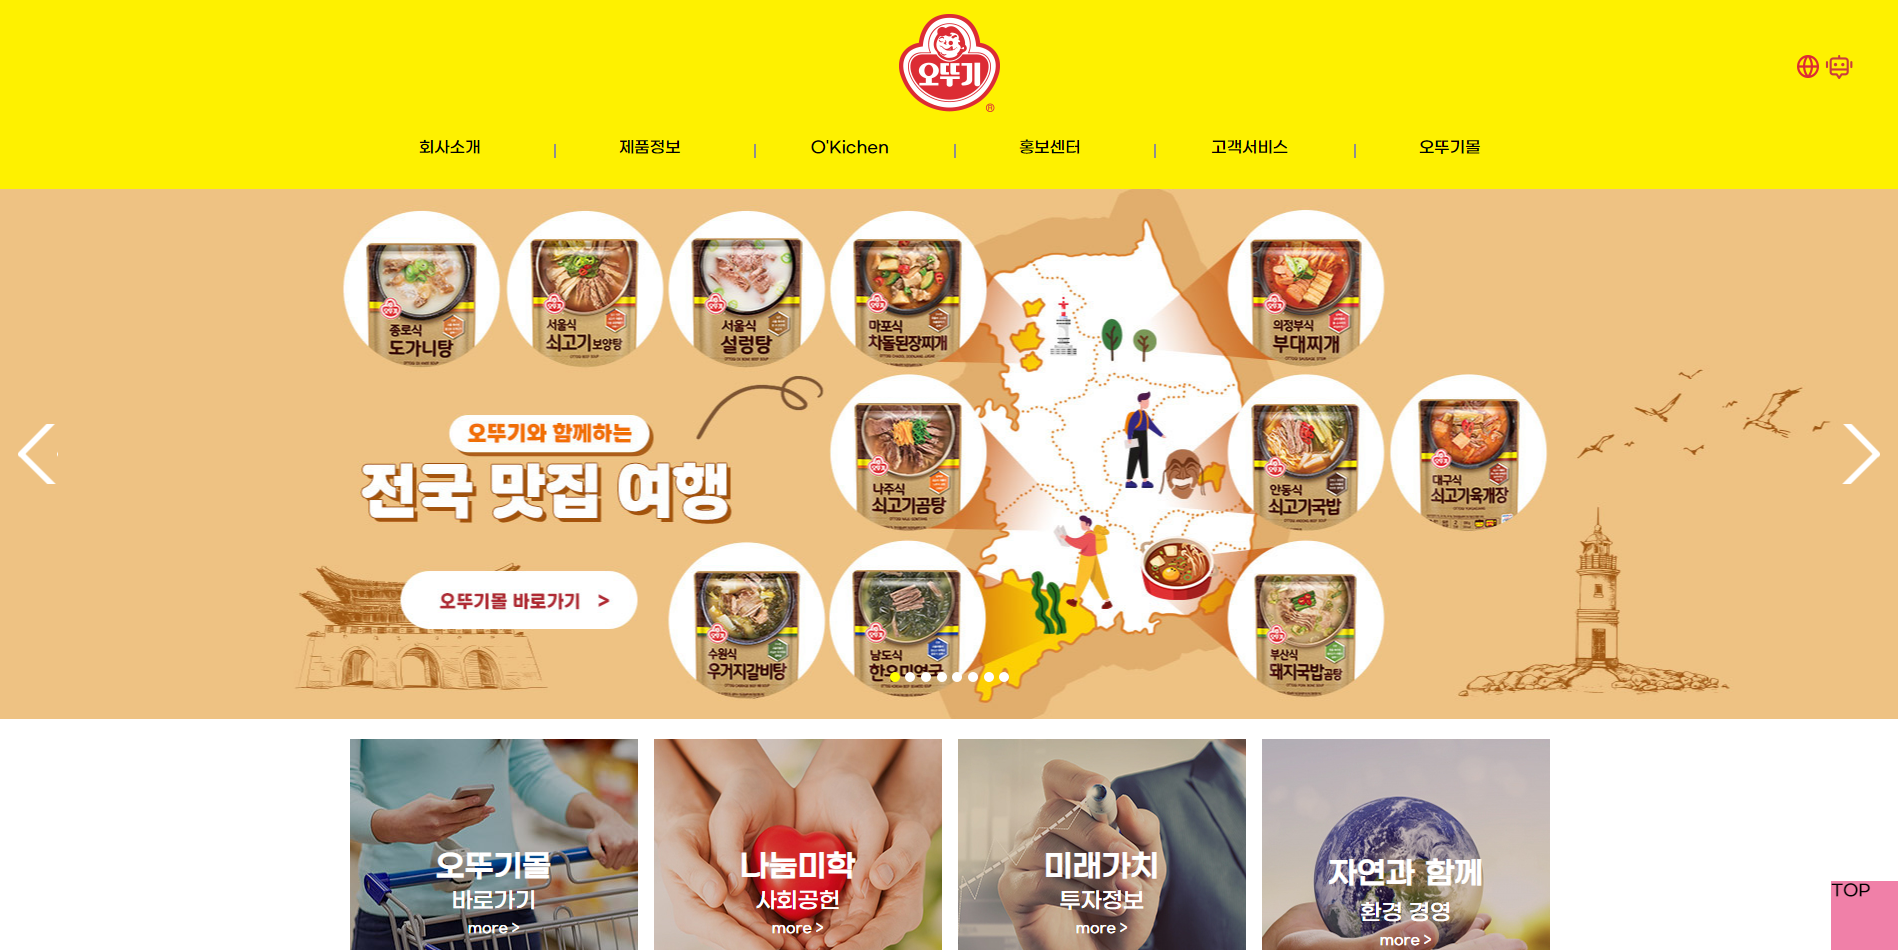 오뚜기
®
회사소개 | 제품정보 | O'Kichen | 홍보센터 | 고객서비스 | 오뚜기몰
종로식
도가니탕
서울식
쇠고기보양탕
서울식
설렁탕
마포식
차돌된장찌개
의정부식
부대찌개
오뚜기와 함께하는
전국 맛집 여행
나주식
쇠고기곰탕
안동식
쇠고기국밥
대구식
쇠고기육개장
오뚜기몰 바로가기 >
수원식
우거지갈비탕
남도식
한우미역국
부산식
돼지국밥곰탕
오뚜기몰
바로가기
more >
나눔미학
사회공헌
more >
미래가치
투자정보
more >
자연과 함께
환경 경영
more >
TOP